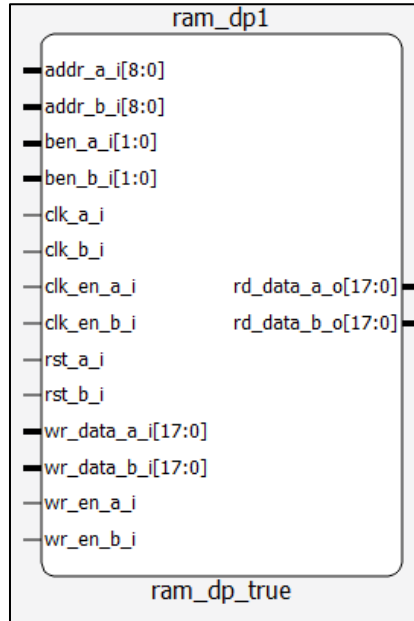 ram_dp1
addr_a_i[8:0]
addr_b_i[8:0]
ben_a_i[1:0]
ben_b_i[1:0]
clk_a_i
clk_b_i
clk_en_a_i rd_data_a_o[17:0]
clk_en_b_i rd_data_b_o[17:0]
rst_a_i
rst_b_i
wr_data_a_i[17:0]
wr_data_b_i[17:0]
wr_en_a_i
wr_en_b_i
ram_dp_true